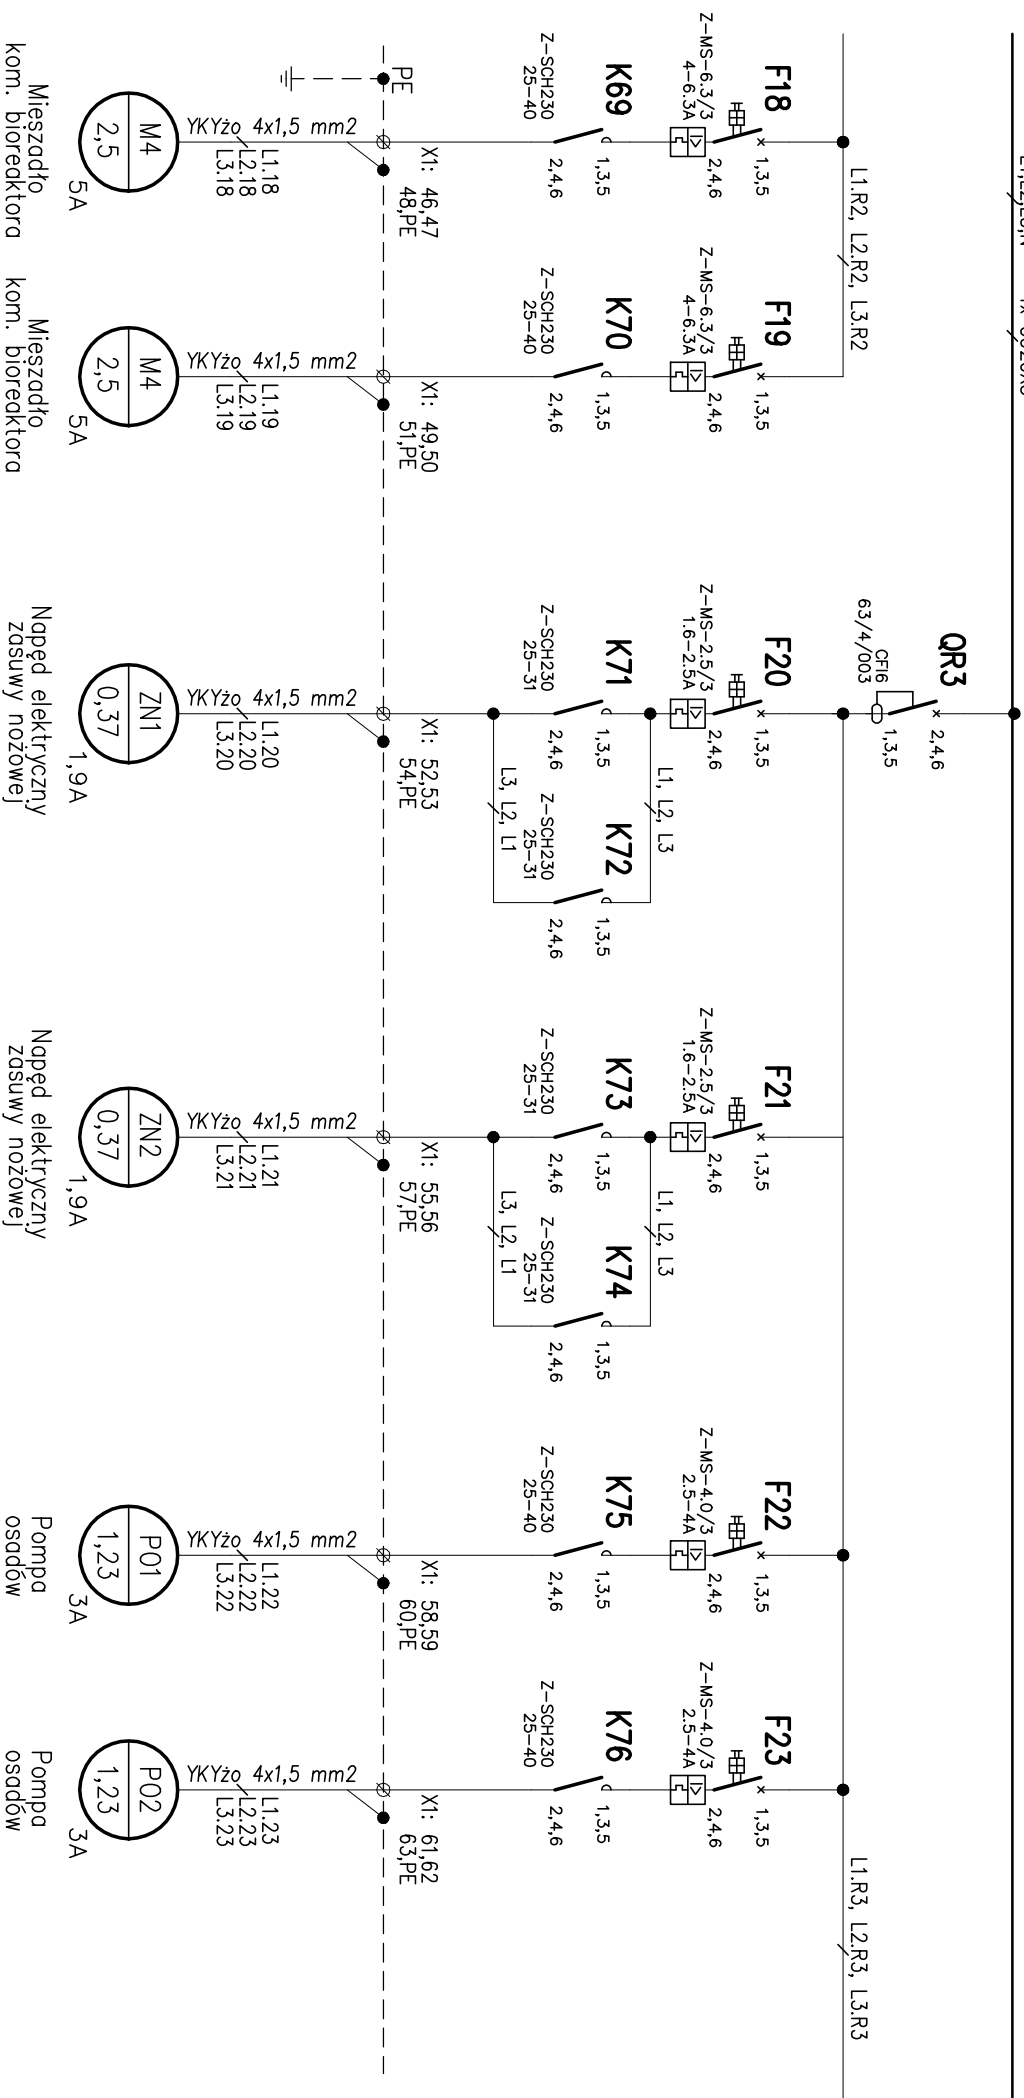 QR3
2,4,6
1,3,5
CFI6
63/4/003
L1.R2, L2.R2, L3.R2
L1.R3, L2.R3, L3.R3
F18
Z-MS-6.3/3
4-6.3A
1,3,5
2,4,6
K69
Z-SCH230
25-40
1,3,5
2,4,6
PE
X1: 46,47
48,PE
YKYżo 4x1,5 mm2
L1.18
L2.18
L3.18
M4
2,5
5A
Mieszadło
kom. bioreaktora
F19
Z-MS-6.3/3
4-6.3A
1,3,5
2,4,6
K70
Z-SCH230
25-40
1,3,5
2,4,6
X1: 49,50
51,PE
YKYżo 4x1,5 mm2
L1.19
L2.19
L3.19
M4
2,5
5A
Mieszadło
kom. bioreaktora
F20
Z-MS-2.5/3
1.6-2.5A
1,3,5
2,4,6
L1, L2, L3
K71
Z-SCH230
25-31
1,3,5
2,4,6
K72
Z-SCH230
25-31
1,3,5
2,4,6
L3, L2, L1
X1: 52,53
54,PE
YKYżo 4x1,5 mm2
L1.20
L2.20
L3.20
ZN1
0,37
1,9A
Napęd elektryczny
zasuwy nożowej
F21
Z-MS-2.5/3
1.6-2.5A
1,3,5
2,4,6
L1, L2, L3
K73
Z-SCH230
25-31
1,3,5
2,4,6
K74
Z-SCH230
25-31
1,3,5
2,4,6
L3, L2, L1
X1: 55,56
57,PE
YKYżo 4x1,5 mm2
L1.21
L2.21
L3.21
ZN2
0,37
1,9A
Napęd elektryczny
zasuwy nożowej
F22
Z-MS-4.0/3
2.5-4A
1,3,5
2,4,6
K75
Z-SCH230
25-40
1,3,5
2,4,6
X1: 58,59
60,PE
YKYżo 4x1,5 mm2
L1.22
L2.22
L3.22
PO1
1,23
3A
Pompa
osadów
F23
Z-MS-4.0/3
2.5-4A
1,3,5
2,4,6
K76
Z-SCH230
25-40
1,3,5
2,4,6
X1: 61,62
63,PE
YKYżo 4x1,5 mm2
L1.23
L2.23
L3.23
PO2
1,23
3A
Pompa
osadów